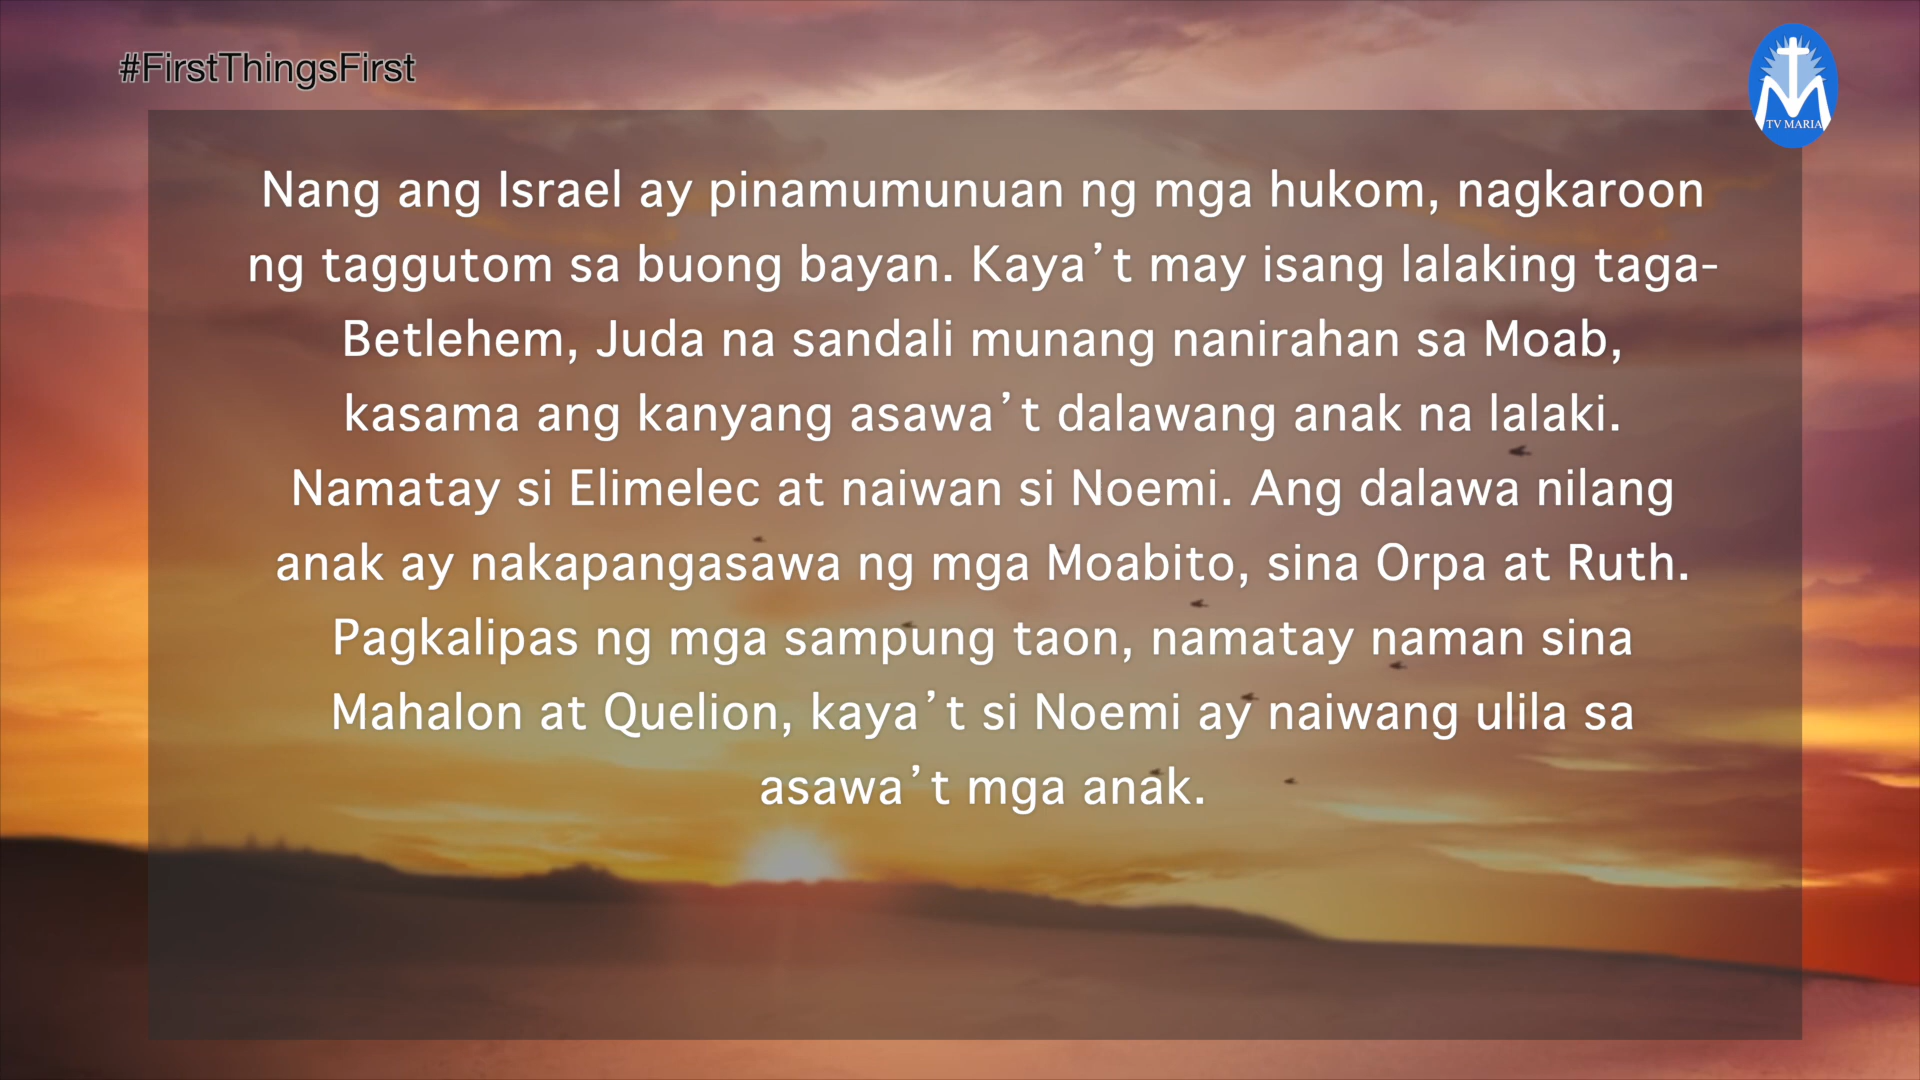 #FirstThingsFirst
TV MARIA
Nang ang Israel ay pinamumunuan ng mga hukom, nagkaroon
ng taggutom sa buong bayan. Kaya’t may isang lalaking taga-
Betlehem, Juda na sandali munang nanirahan sa Moab,
kasama ang kanyang asawa’t dalawang anak na lalaki.
Namatay si Elimelec at naiwan si Noemi. Ang dalawa nilang
anak ay nakapangasawa ng mga Moabito, sina Orpa at Ruth.
Pagkalipas ng mga sampung taon, namatay naman sina
Mahalon at Quelion, kaya’t si Noemi ay naiwang ulila sa
asawa’t mga anak.